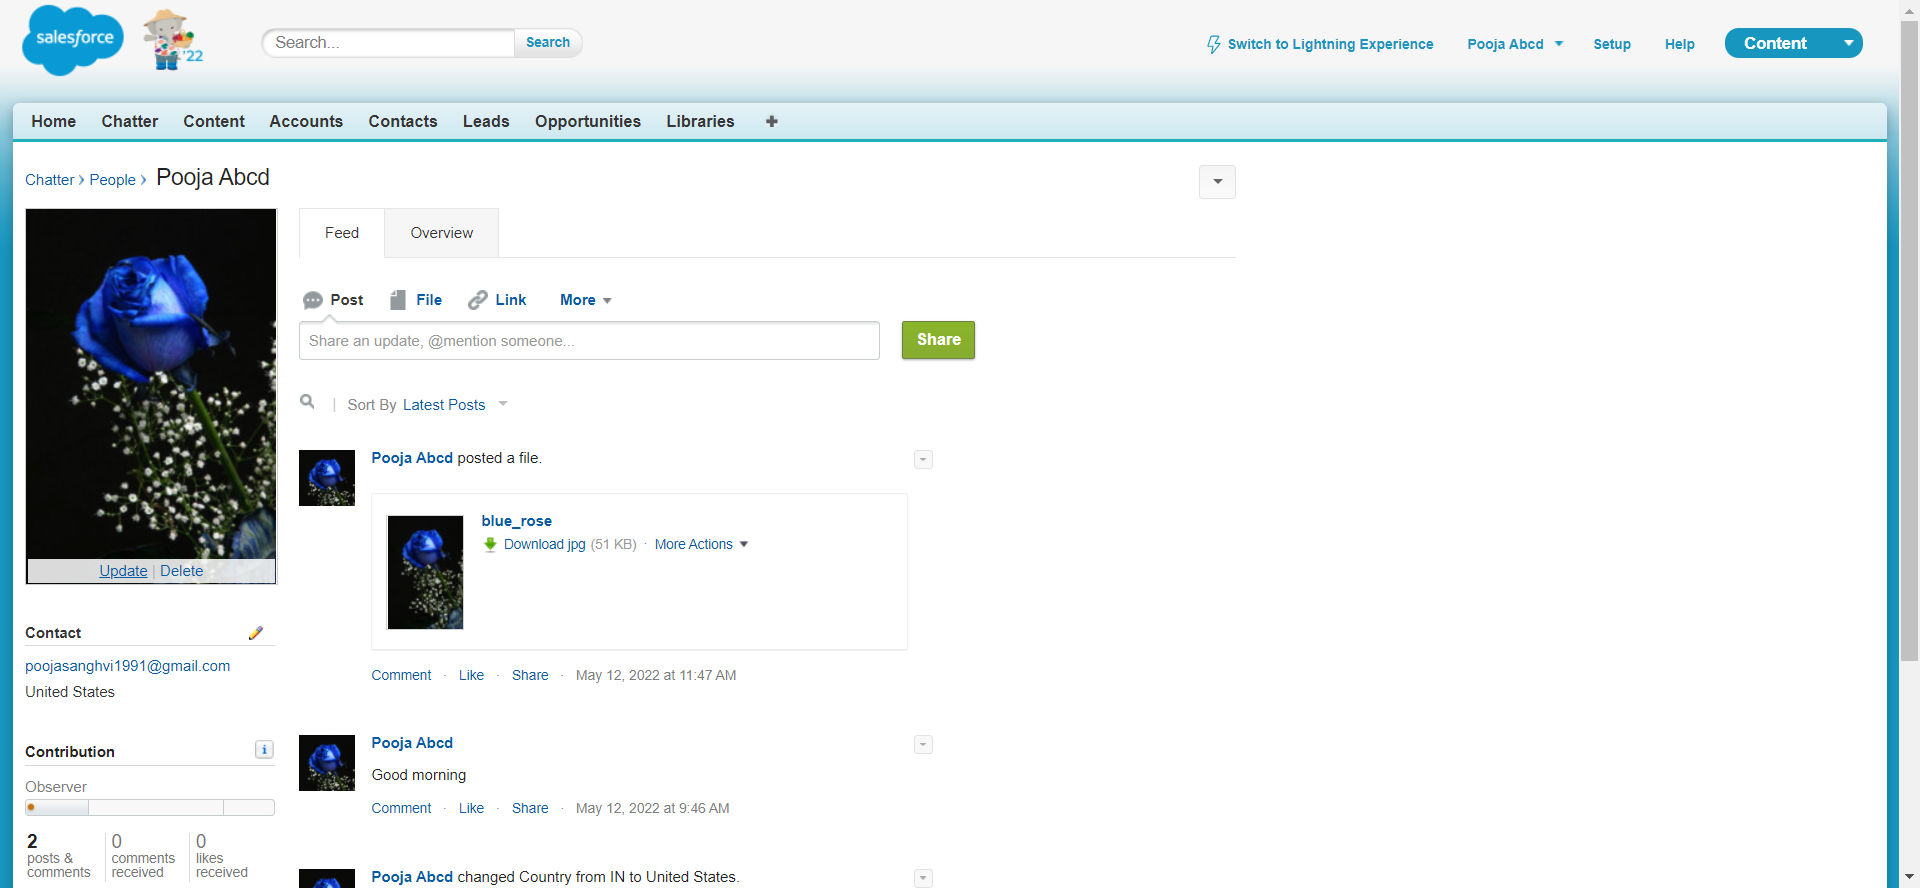 salesforce
'22
Search...
Search
Switch to Lightning Experience
Pooja Abcd
Setup
Help
Content
Home
Chatter
Content
Accounts
Contacts
Leads
Opportunities
Libraries
Chatter › People › Pooja Abcd
Feed
Overview
Post
File
Link
More
Share an update, @mention someone...
Share
| Sort By Latest Posts
Update | Delete
Contact
poojasanghvi1991@gmail.com
United States
Contribution
Observer
2
posts &
comments
0
comments
received
0
likes
received
Pooja Abcd posted a file.
blue_rose
Download jpg (51 KB) · More Actions
Comment · Like · Share · May 12, 2022 at 11:47 AM
Pooja Abcd
Good morning
Comment · Like · Share · May 12, 2022 at 9:46 AM
Pooja Abcd changed Country from IN to United States.